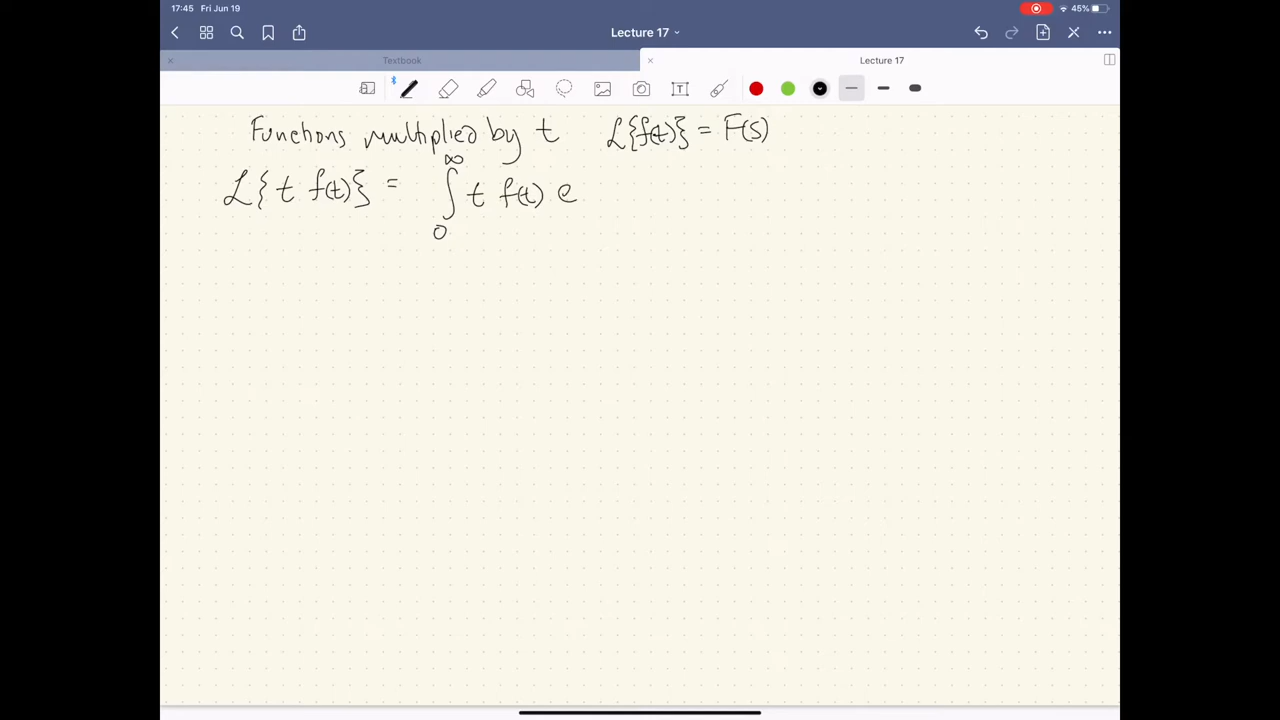 17:45 Fri Jun 19 45%
Lecture 17
Textbook Lecture 17
T
Functions multiplied by t ℒ{f(t)} = F(s)
ℒ{ t f(t)} = ∫₀^∞ t f(t) e